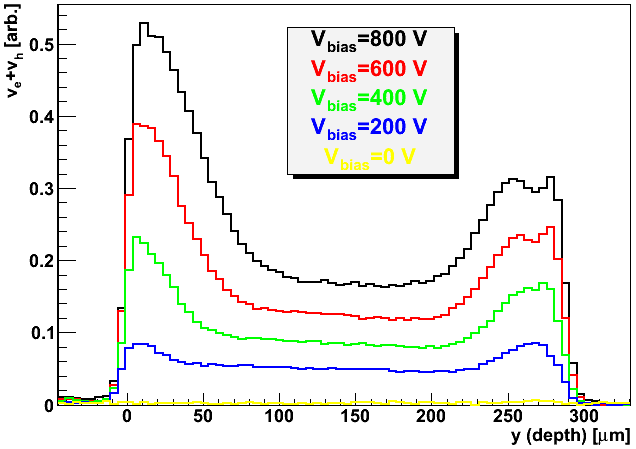 v_e+v_h [arb.]
0.5
0.4
0.3
0.2
0.1
0
V_bias=800 V
V_bias=600 V
V_bias=400 V
V_bias=200 V
V_bias=0 V
0 50 100 150 200 250 300
y (depth) [μm]